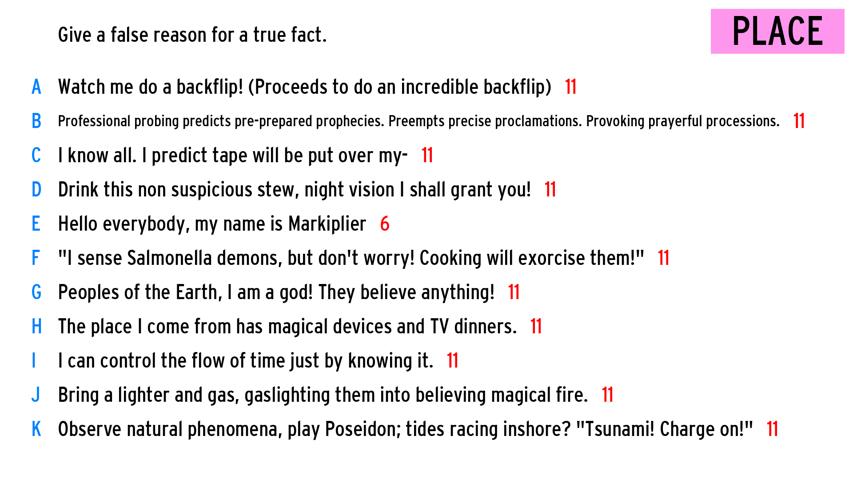 Give a false reason for a true fact.
PLACE
A Watch me do a backflip! (Proceeds to do an incredible backflip) 11
B Professional probing predicts pre-prepared prophecies. Preempts precise proclamations. Provoking prayerful processions. 11
C I know all. I predict tape will be put over my- 11
D Drink this non suspicious stew, night vision I shall grant you! 11
E Hello everybody, my name is Markiplier 6
F "I sense Salmonella demons, but don't worry! Cooking will exorcise them!" 11
G Peoples of the Earth, I am a god! They believe anything! 11
H The place I come from has magical devices and TV dinners. 11
I I can control the flow of time just by knowing it. 11
J Bring a lighter and gas, gaslighting them into believing magical fire. 11
K Observe natural phenomena, play Poseidon; tides racing inshore? "Tsunami! Charge on!" 11